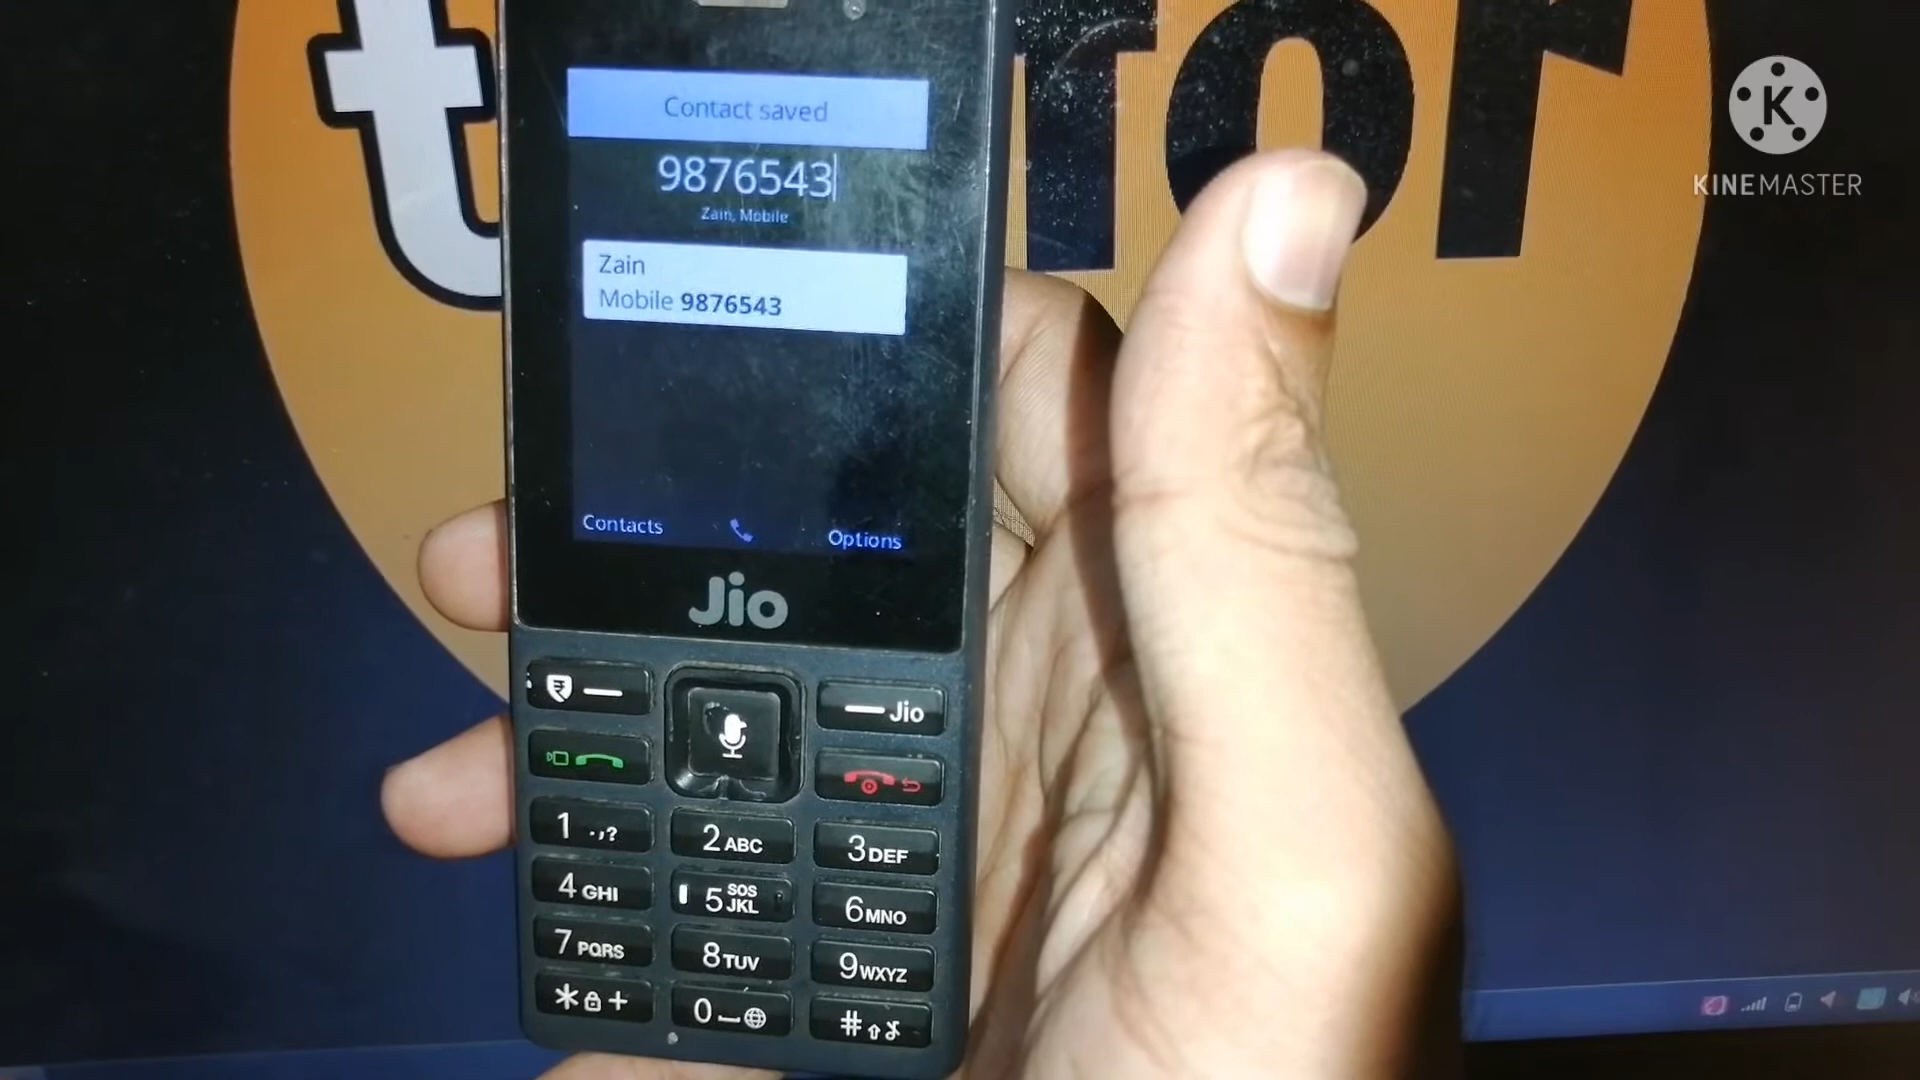 Contact saved
9876543
Zain, Mobile
Zain
Mobile 9876543
Contacts
Options
Jio
Jio
1 .,?
2 ABC
3 DEF
4 GHI
5 SOS JKL
6 MNO
7 PQRS
8 TUV
9 WXYZ
* +
0
#
K
KINEMASTER